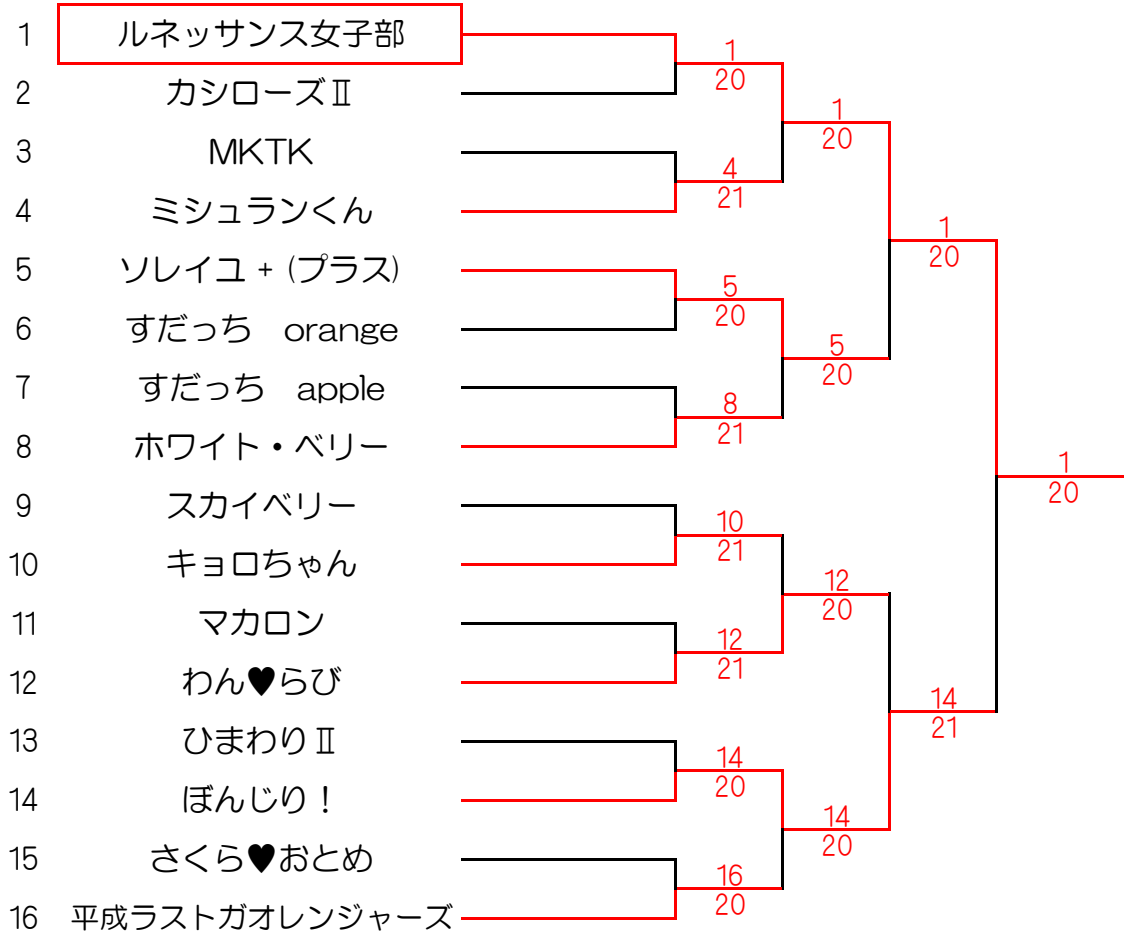 1 ルネッサンス女子部
2 カシローズⅡ
3 MKTK
4 ミシュランくん
5 ソレイユ + (プラス)
6 すだっち　orange
7 すだっち　apple
8 ホワイト・ベリー
9 スカイベリー
10 キョロちゃん
11 マカロン
12 わん♥らび
13 ひまわりⅡ
14 ぼんじり！
15 さくら♥おとめ
16 平成ラストガオレンジャーズ
1
20
4
21
5
20
8
21
10
21
12
21
14
20
16
20
1
20
5
20
12
20
14
20
1
20
14
21
1
20